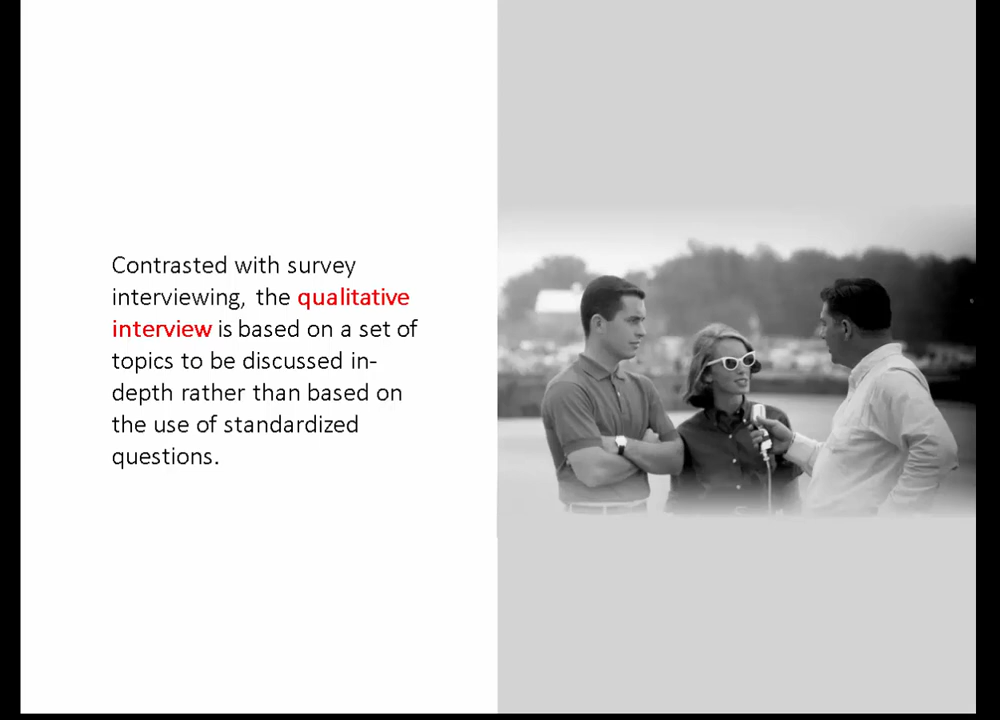 Contrasted with survey
interviewing, the qualitative
interview is based on a set of
topics to be discussed in-
depth rather than based on
the use of standardized
questions.